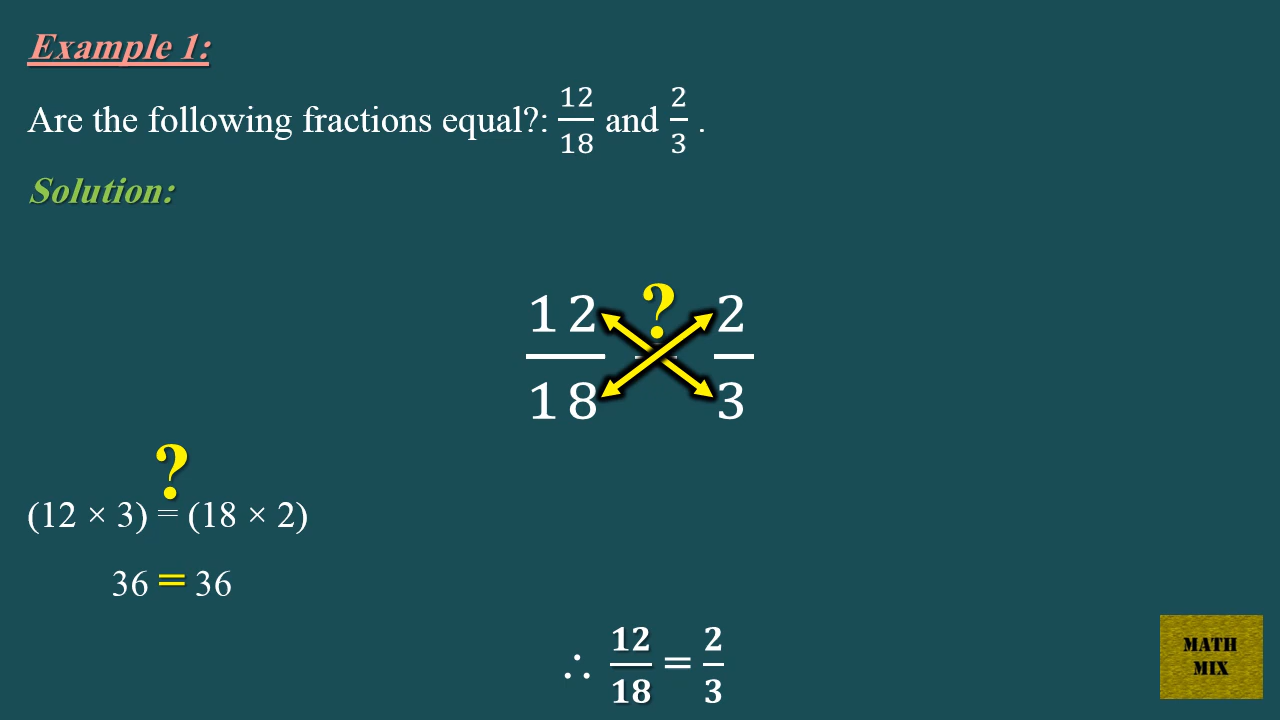 Example 1:
Are the following fractions equal?: 12/18 and 2/3 .
Solution:
?
12/18 = 2/3
?
(12 × 3) = (18 × 2)
36 = 36
∴ 12/18 = 2/3
MATH
MIX